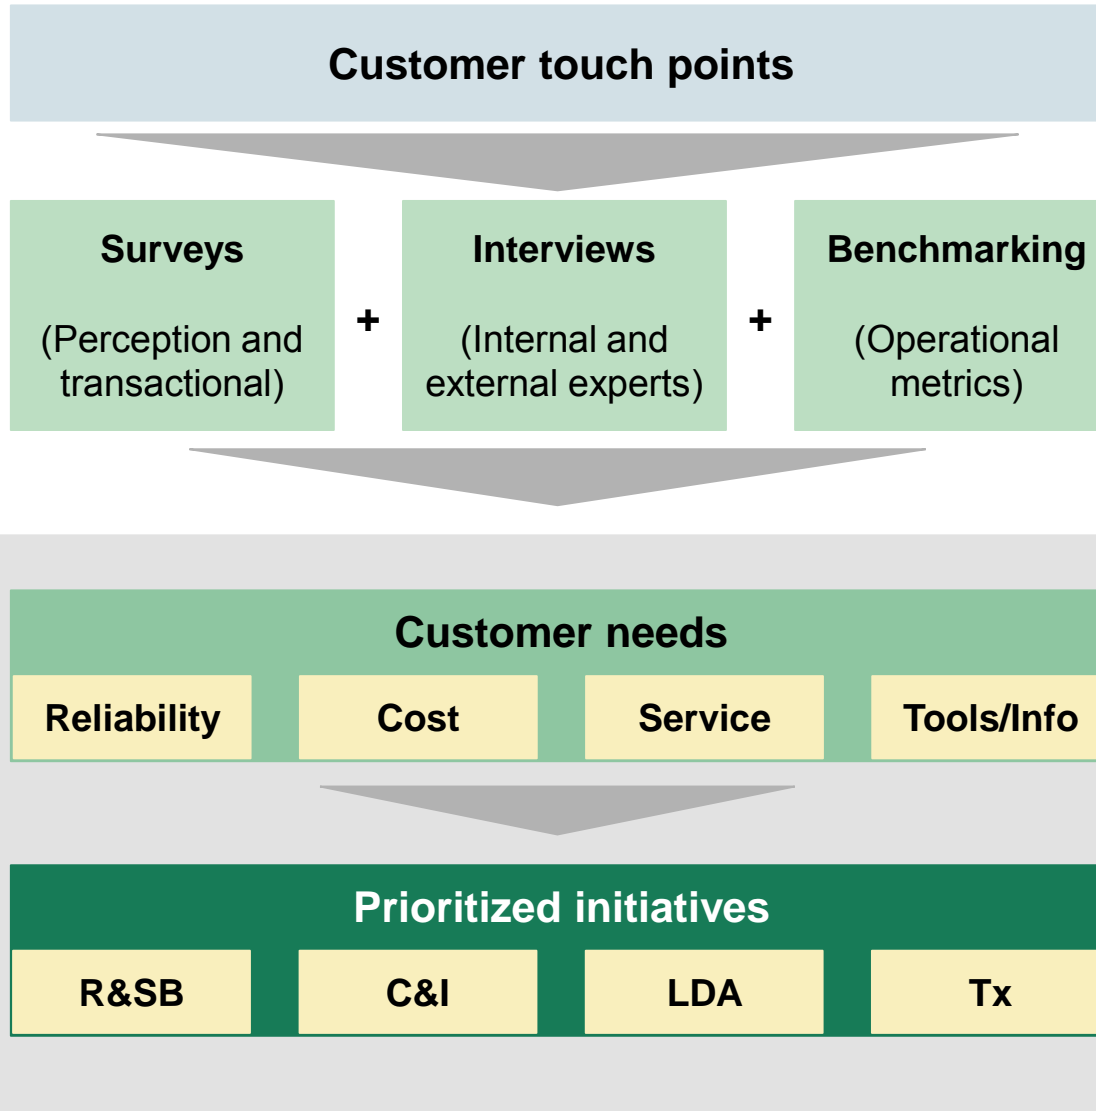 Customer touch points
Surveys
(Perception and
transactional)
+
Interviews
(Internal and
external experts)
+
Benchmarking
(Operational
metrics)
Customer needs
Reliability
Cost
Service
Tools/Info
Prioritized initiatives
R&SB
C&I
LDA
Tx